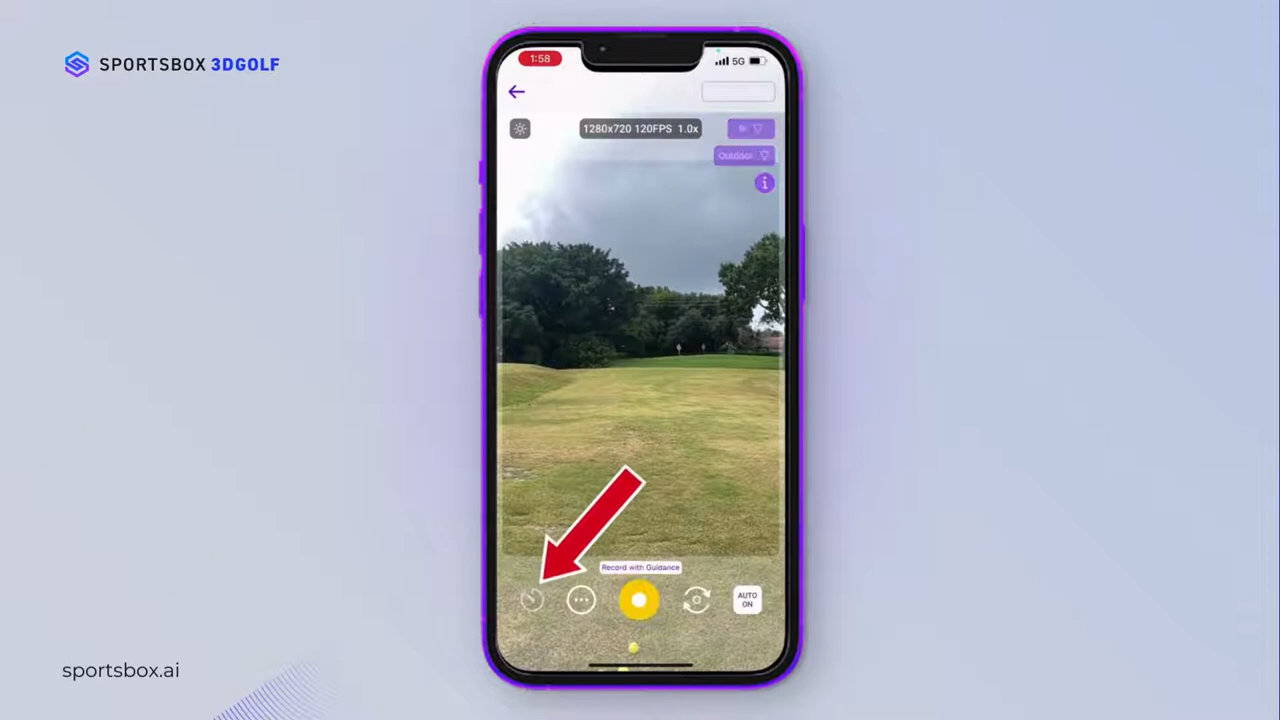 SPORTSBOX 3DGOLF
1:58
5G
1280x720 120FPS 1.0x
Outdoor
i
Record with Guidance
AUTO
ON
sportsbox.ai